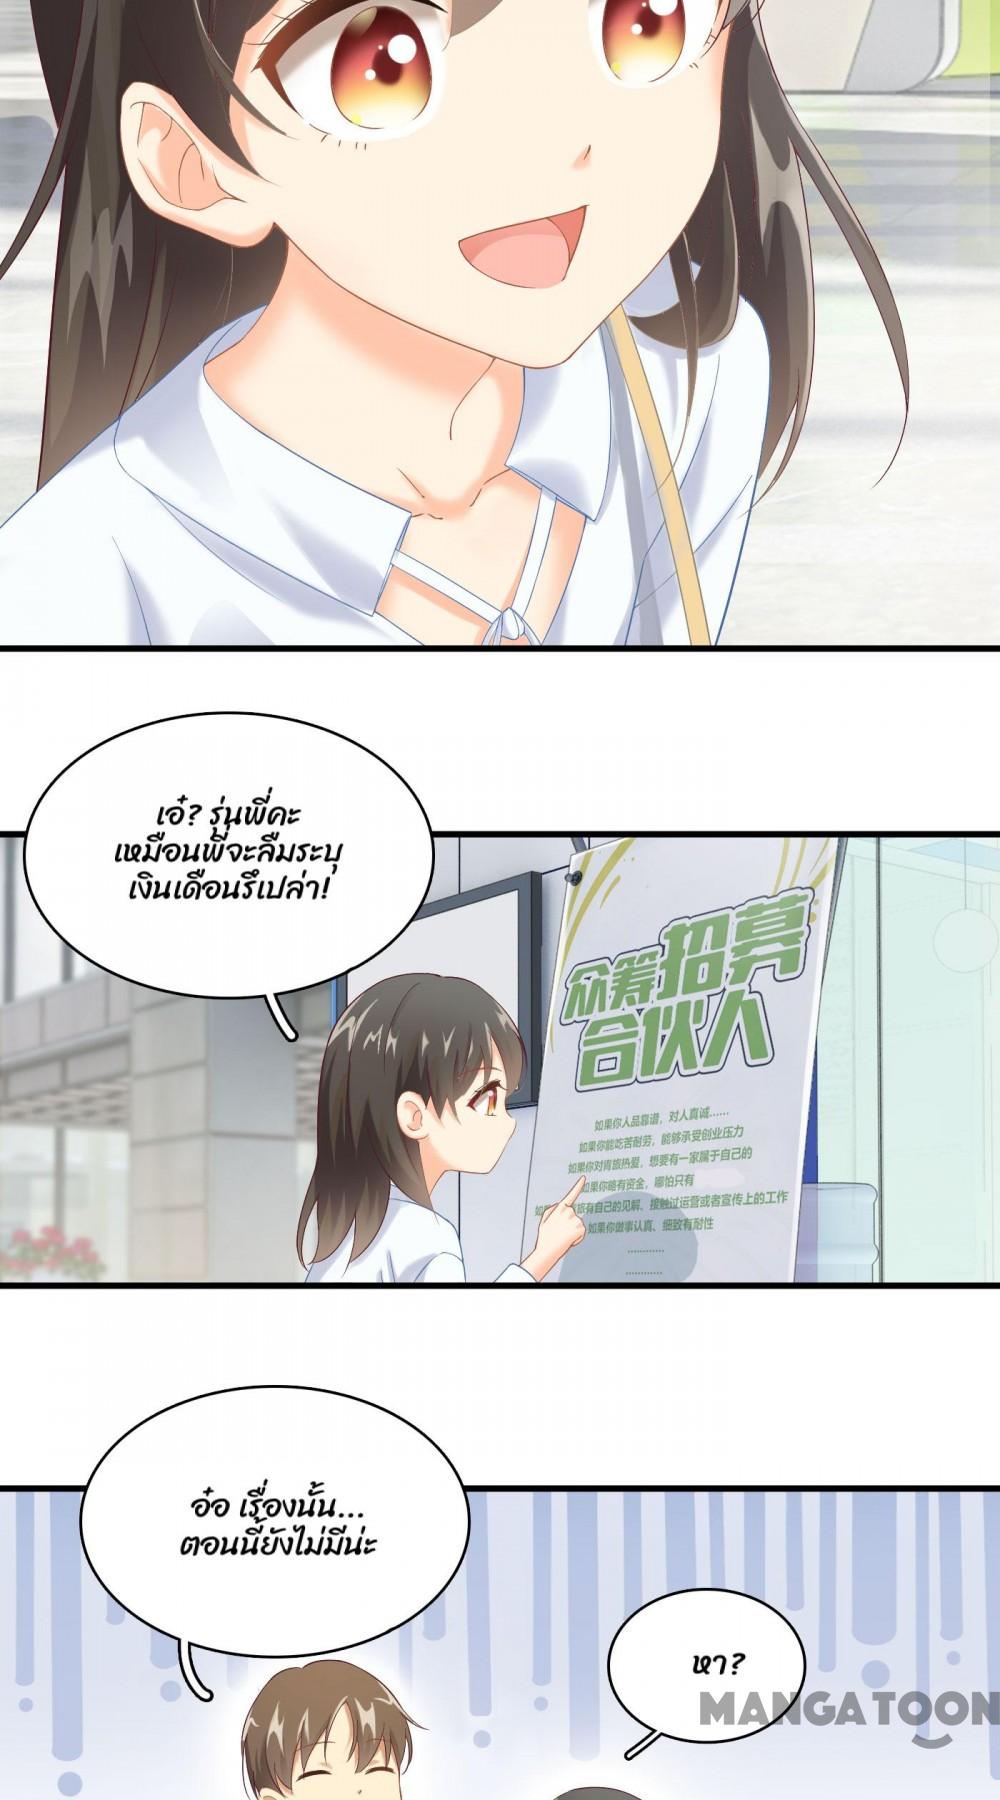 เอ๋? รุ่นพี่คะ
เหมือนพี่จะลืมระบุ
เงินเดือนรึเปล่า!
众筹招募
合伙人
如果你人品靠谱，对人真诚......
如果你能吃苦耐劳，能够承受创业压力
如果你对青旅热爱，想要有一家属于自己的
如果你略有资金，哪怕只有
旅有自己的见解、接触过运营或者宣传上的工作
如果你做事认真、细致有耐性
............
............
อ๋อ เรื่องนั้น...
ตอนนี้ยังไม่มีน่ะ
หา?
MANGATOON